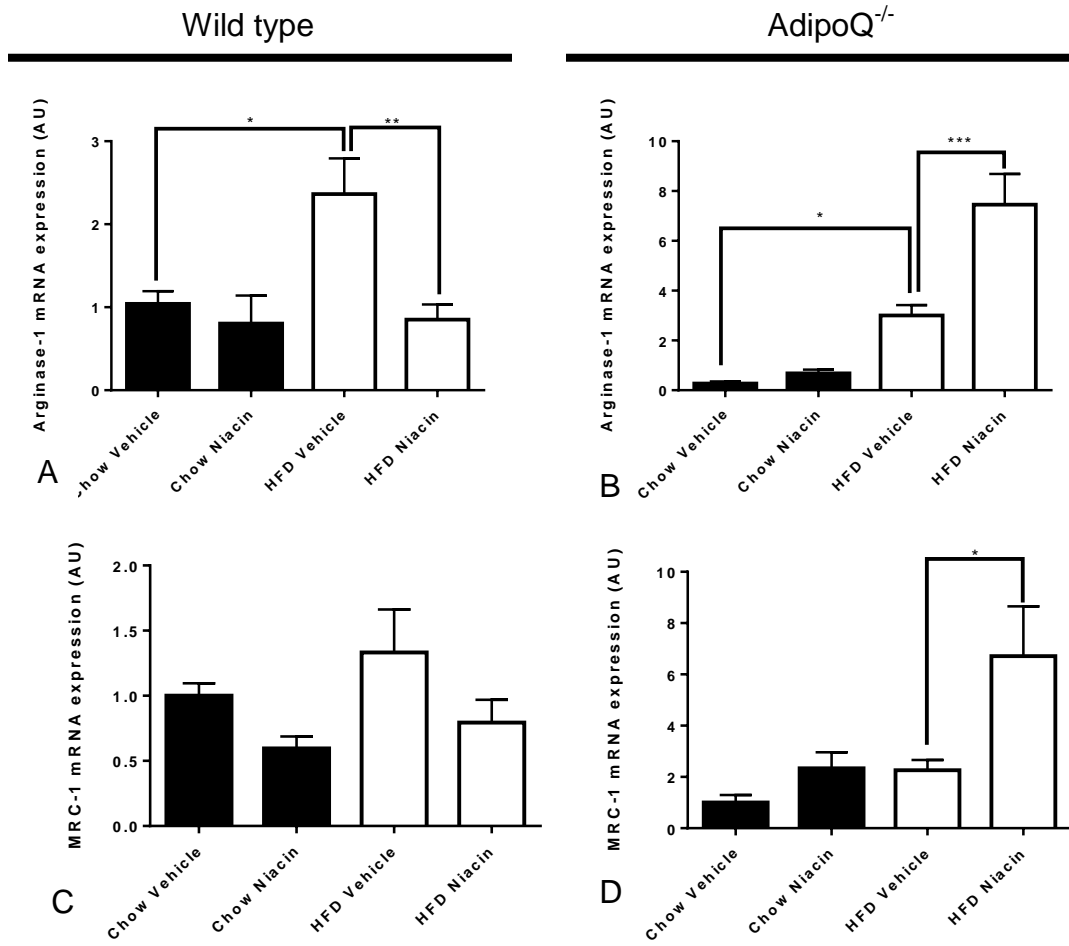 Wild type
AdipoQ-/-
Arginase-1 mRNA expression (AU)
3
2
1
0
*
**
Chow Vehicle
Chow Niacin
HFD Vehicle
HFD Niacin
A
Arginase-1 mRNA expression (AU)
10
8
6
4
2
0
*
***
Chow Vehicle
Chow Niacin
HFD Vehicle
HFD Niacin
B
MRC-1 mRNA expression (AU)
2.0
1.5
1.0
0.5
0.0
Chow Vehicle
Chow Niacin
HFD Vehicle
HFD Niacin
C
MRC-1 mRNA expression (AU)
10
8
6
4
2
0
*
Chow Vehicle
Chow Niacin
HFD Vehicle
HFD Niacin
D